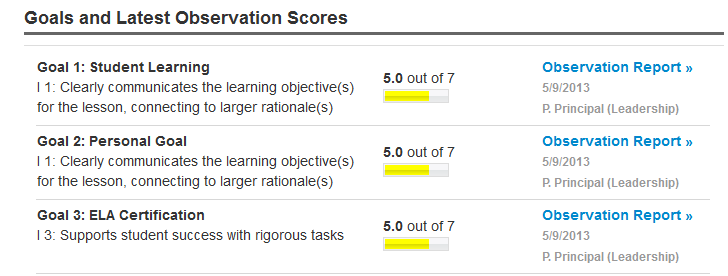 Goals and Latest Observation Scores
Goal 1: Student Learning
I 1: Clearly communicates the learning objective(s)
for the lesson, connecting to larger rationale(s)
5.0 out of 7
Observation Report »
5/9/2013
P. Principal (Leadership)
Goal 2: Personal Goal
I 1: Clearly communicates the learning objective(s)
for the lesson, connecting to larger rationale(s)
5.0 out of 7
Observation Report »
5/9/2013
P. Principal (Leadership)
Goal 3: ELA Certification
I 3: Supports student success with rigorous tasks
5.0 out of 7
Observation Report »
5/9/2013
P. Principal (Leadership)